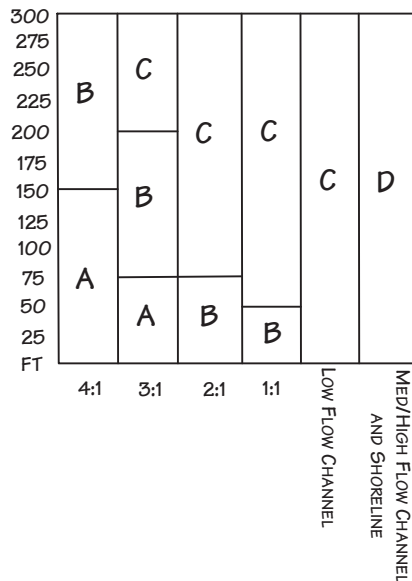 300
275
250
225
200
175
150
125
100
75
50
25
FT
B
A
C
B
A
C
B
C
B
C
D
4:1
3:1
2:1
1:1
LOW FLOW CHANNEL
MED/HIGH FLOW CHANNEL
AND SHORELINE